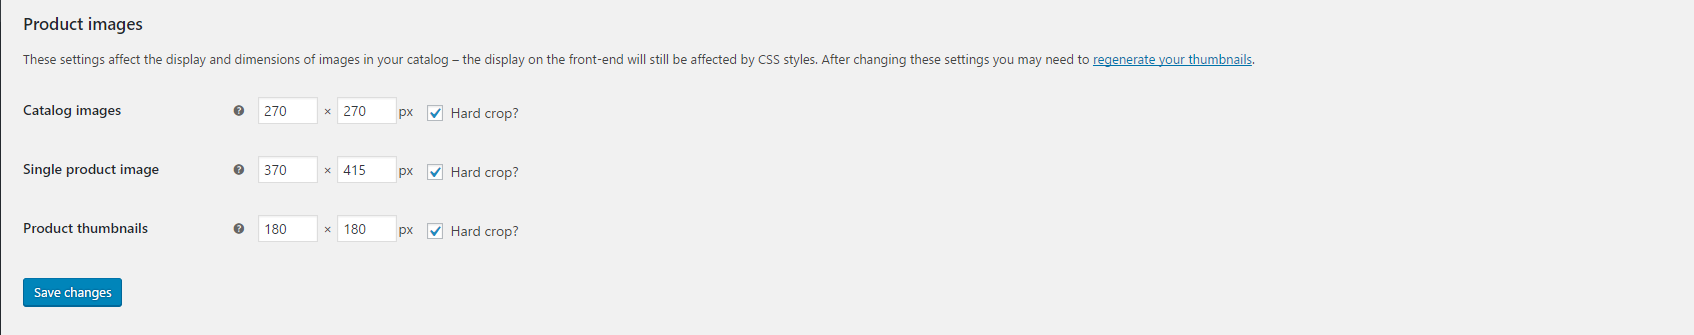 Product images
These settings affect the display and dimensions of images in your catalog – the display on the front-end will still be affected by CSS styles. After changing these settings you may need to regenerate your thumbnails.
Catalog images ? 270 × 270 px Hard crop?
Single product image ? 370 × 415 px Hard crop?
Product thumbnails ? 180 × 180 px Hard crop?
Save changes